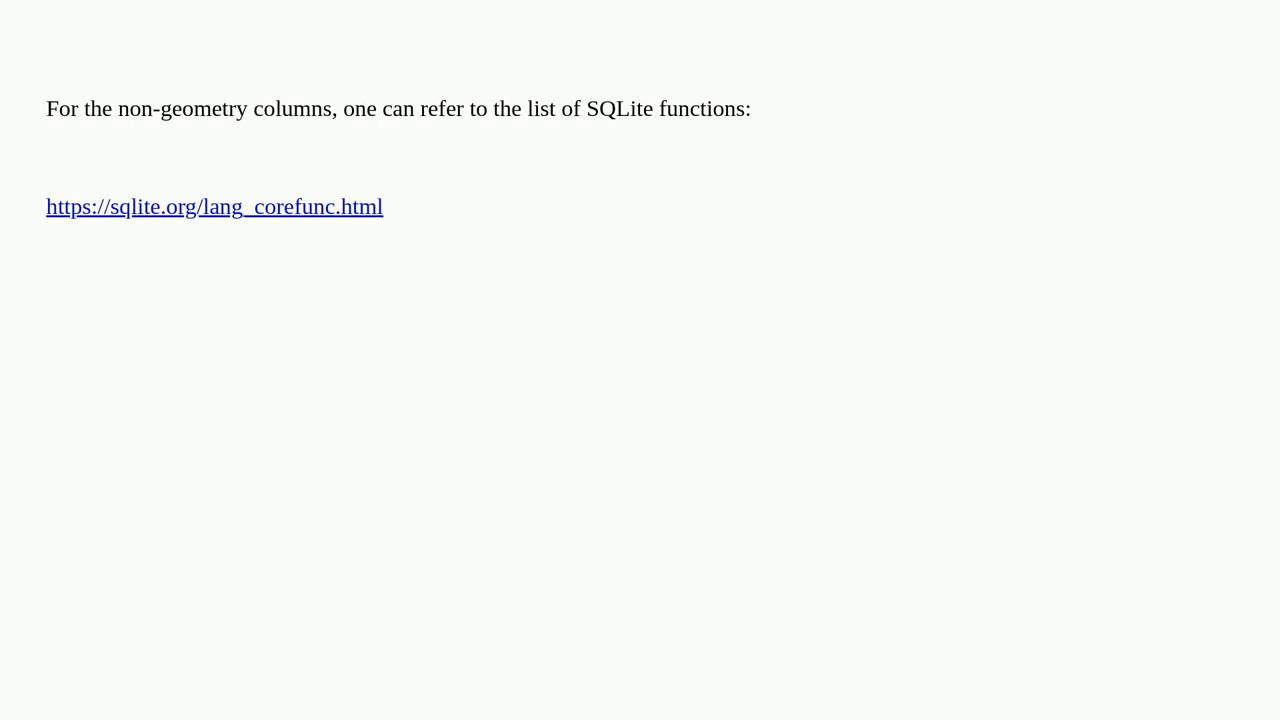 For the non-geometry columns, one can refer to the list of SQLite functions:
https://sqlite.org/lang_corefunc.html